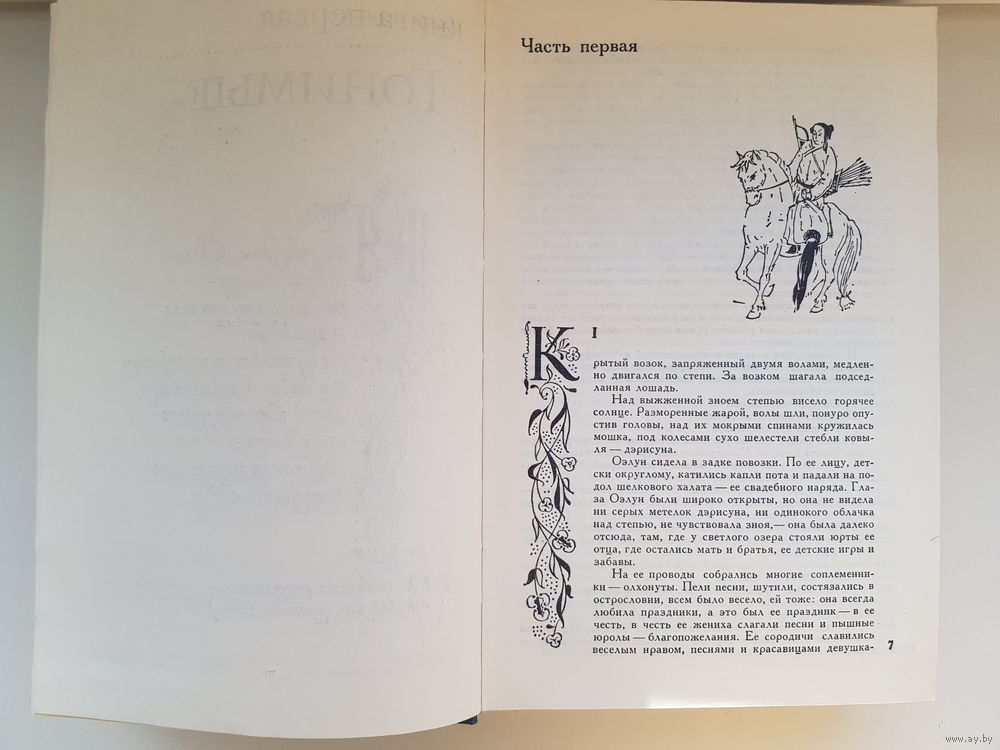 Книга первая
ГОНИМЫЕ
Часть первая
I
Крытый возок, запряженный двумя волами, медлен-
но двигался по степи. За возком шагала подсед-
ланная лошадь.
Над выжженной зноем степью висело горячее
солнце. Разморенные жарой, волы шли, понуро опу-
стив головы, над их мокрыми спинами кружилась
мошка, под колесами сухо шелестели стебли ковы-
ля — дэрисуна.
Оэлун сидела в задке повозки. По ее лицу, дет-
ски округлому, катились капли пота и падали на по-
дол шелкового халата — ее свадебного наряда. Гла-
за Оэлун были широко открыты, но она не видела
ни серых метелок дэрисуна, ни одинокого облачка
над степью, не чувствовала зноя,— она была далеко
отсюда, там, где у светлого озера стояли юрты ее
отца, где остались мать и братья, ее детские игры и
забавы.
На ее проводы собрались многие соплеменни-
ки — олхонуты. Пели песни, шутили, состязались в
острословии, всем было весело, ей тоже: она всегда
любила праздники, а это был ее праздник — в ее
честь, в честь ее жениха слагали песни и пышные
юролы — благопожелания. Ее сородичи славились
веселым нравом, песнями и красавицами девушка-
7
www.ay.by